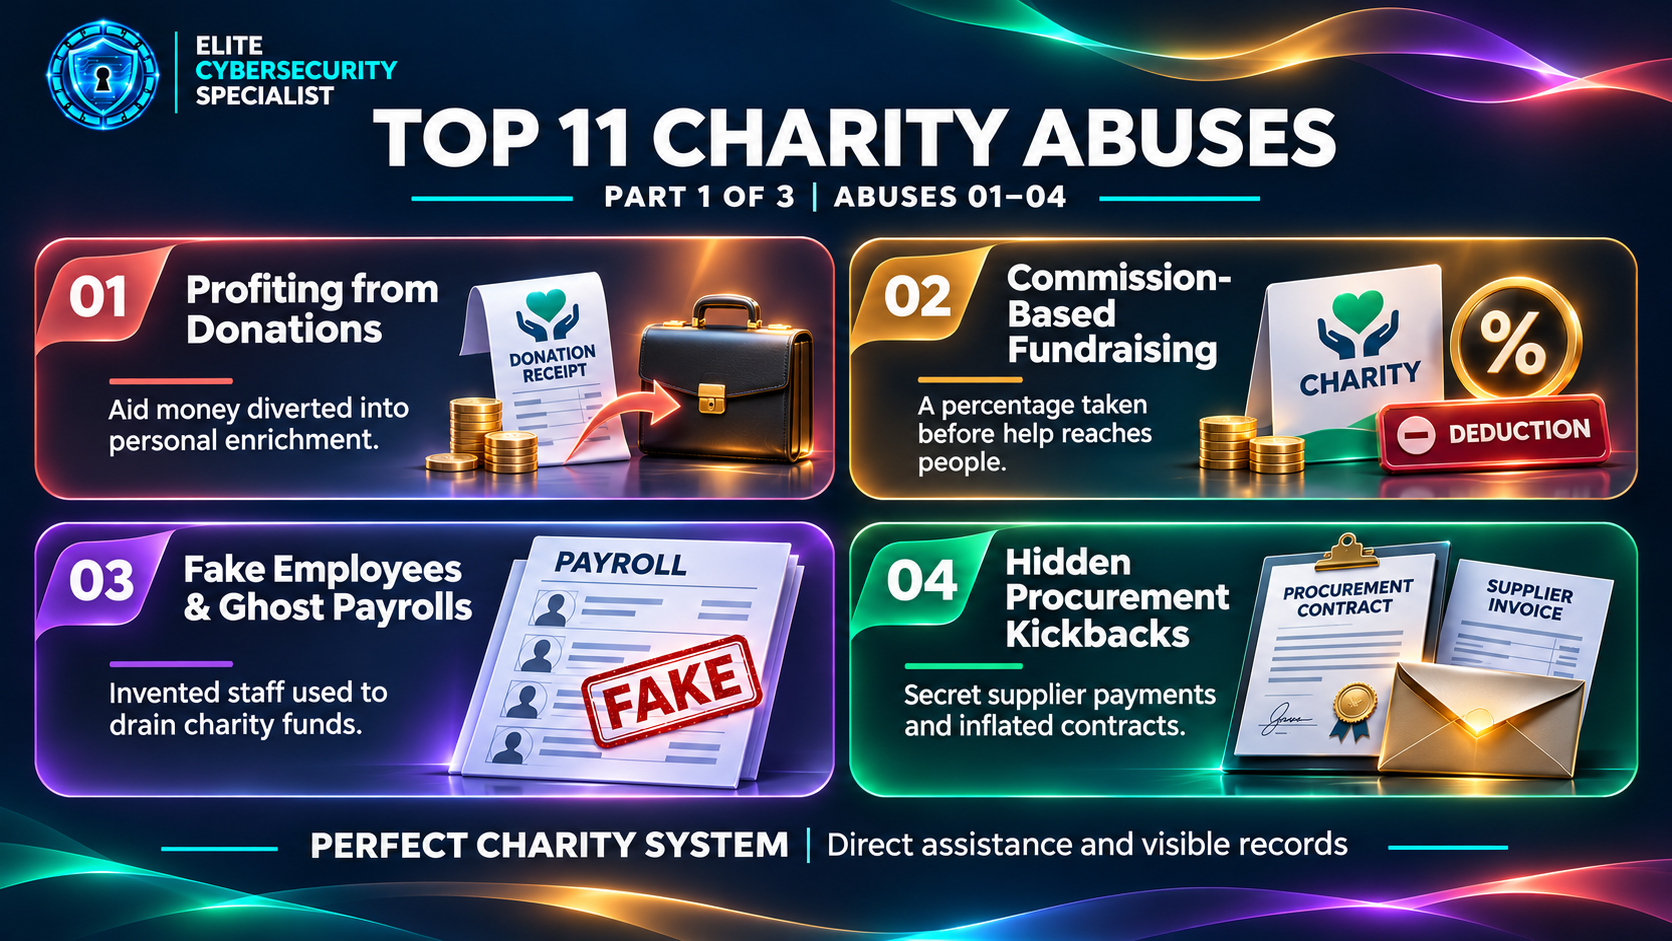 ELITE
CYBERSECURITY
SPECIALIST
TOP 11 CHARITY ABUSES
PART 1 OF 3 | ABUSES 01–04
01
Profiting from
Donations
Aid money diverted into
personal enrichment.
DONATION
RECEIPT
02
Commission-
Based
Fundraising
A percentage taken
before help reaches
people.
CHARITY
%
DEDUCTION
03
Fake Employees
& Ghost Payrolls
Invented staff used to
drain charity funds.
PAYROLL
FAKE
04
Hidden
Procurement
Kickbacks
Secret supplier payments
and inflated contracts.
PROCUREMENT
CONTRACT
SUPPLIER
INVOICE
PERFECT CHARITY SYSTEM | Direct assistance and visible records